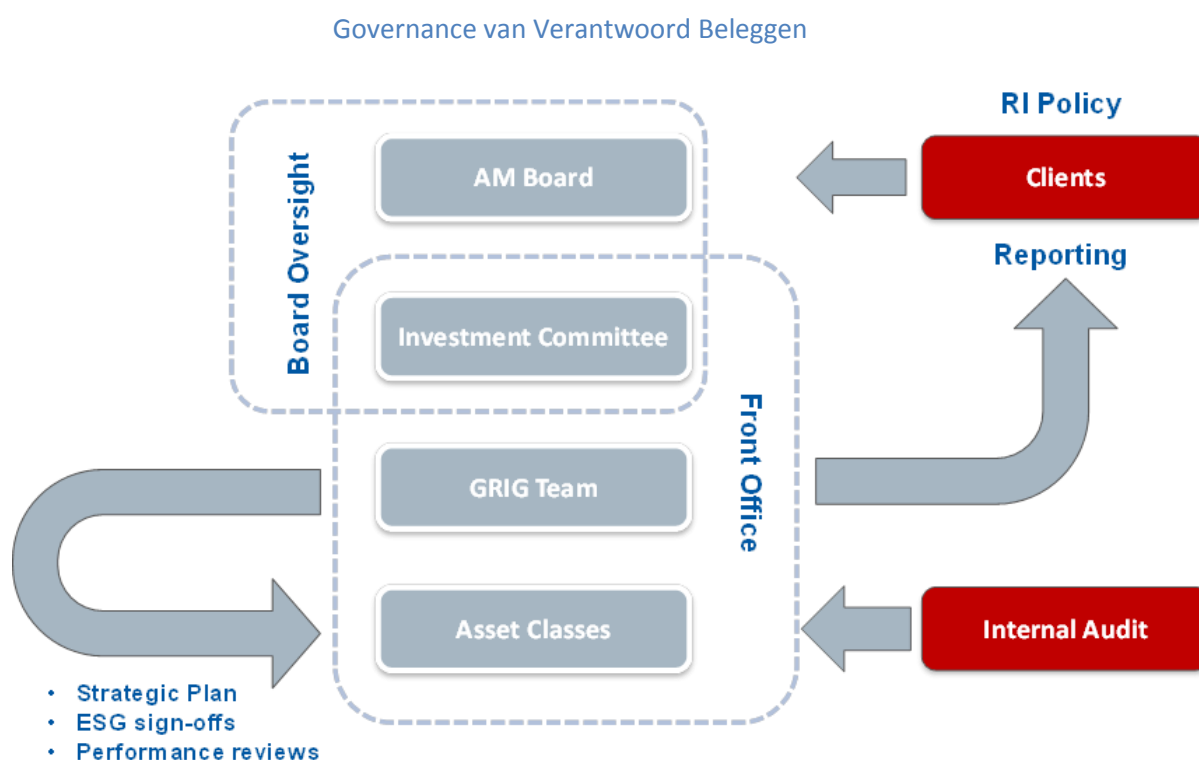 Governance van Verantwoord Beleggen
RI Policy
AM Board
Clients
Board Oversight
Reporting
Investment Committee
Front Office
GRIG Team
Asset Classes
Internal Audit
• Strategic Plan
• ESG sign-offs
• Performance reviews